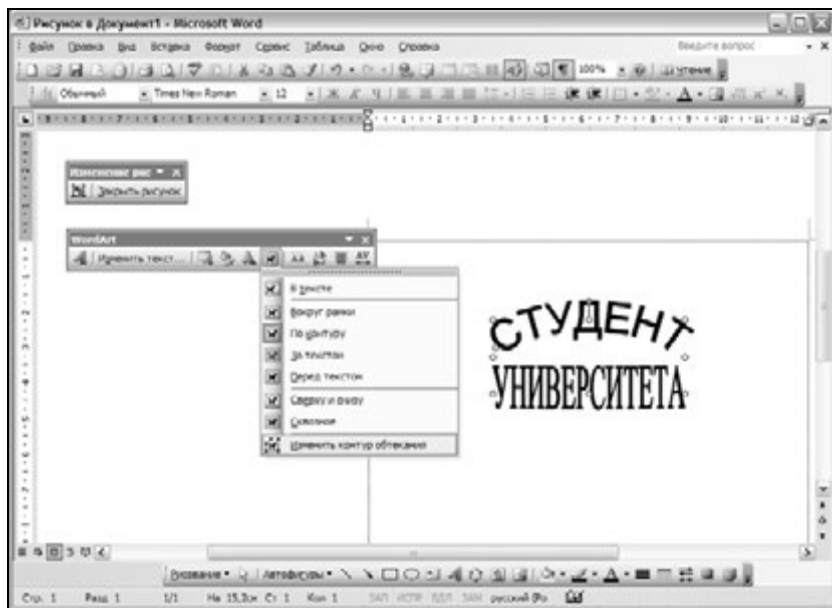 Рисунок в Документ1 - Microsoft Word
Файл Правка Вид Вставка Формат Сервис Таблица Окно Справка Введите вопрос
100% Чтение
Обычный Times New Roman 12 Ж К Ч
Изменение рис
Закрыть рисунок
WordArt
Изменить текст...
В тексте
Вокруг рамки
По контуру
За текстом
Перед текстом
Сверху и снизу
Сквозное
Изменить контур обтекания
СТУДЕНТ
УНИВЕРСИТЕТА
Рисование Автофигуры
Стр. 1 Разд 1 1/1 На 15,3см Ст 1 Кол 1 ЗАП ИСПР ВДЛ ЗАМ русский (Ро